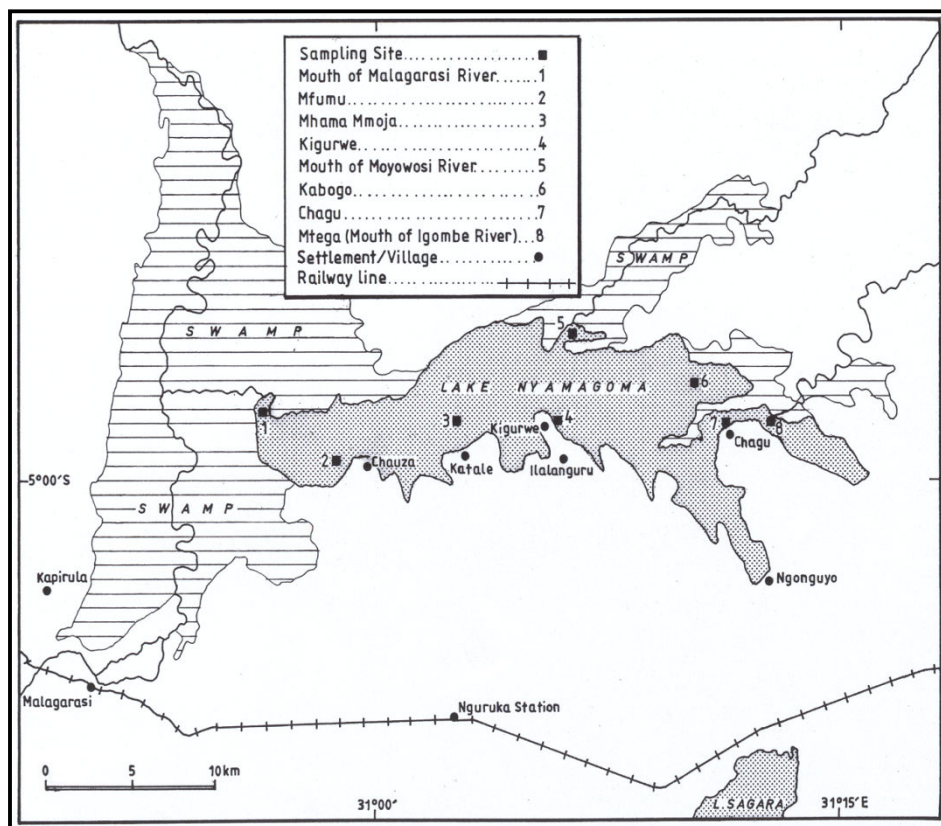 Sampling Site ■
Mouth of Malagarasi River 1
Mfumu 2
Mhama Mmoja 3
Kigurwe 4
Mouth of Moyowosi River 5
Kabogo 6
Chagu 7
Mtega (Mouth of Igombe River) 8
Settlement/Village ●
Railway line
SWAMP
SWAMP
5
LAKE NYAMAGOMA
6
1
3
4
Kigurwe
7
8
Chagu
2
Chauza
Katale
Ilalanguru
5°00'S
SWAMP
Kapirula
Ngonguyo
Malagarasi
Nguruka Station
0 5 10km
L. SAGARA
31°00'
31°15'E